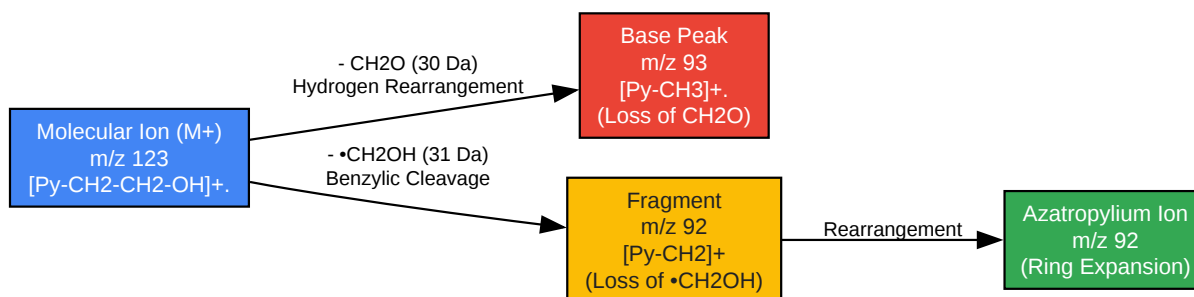 Molecular Ion (M+)
m/z 123
[Py-CH2-CH2-OH]+.
- CH2O (30 Da)
Hydrogen Rearrangement
- •CH2OH (31 Da)
Benzylic Cleavage
Base Peak
m/z 93
[Py-CH3]+.
(Loss of CH2O)
Fragment
m/z 92
[Py-CH2]+
(Loss of •CH2OH)
Rearrangement
Azatropylium Ion
m/z 92
(Ring Expansion)